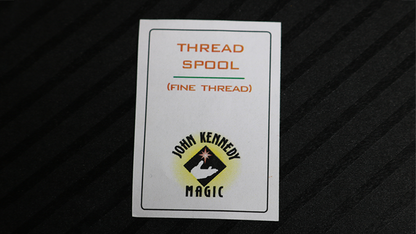 THREAD
SPOOL
(FINE THREAD)
JOHN KENNEDY
MAGIC